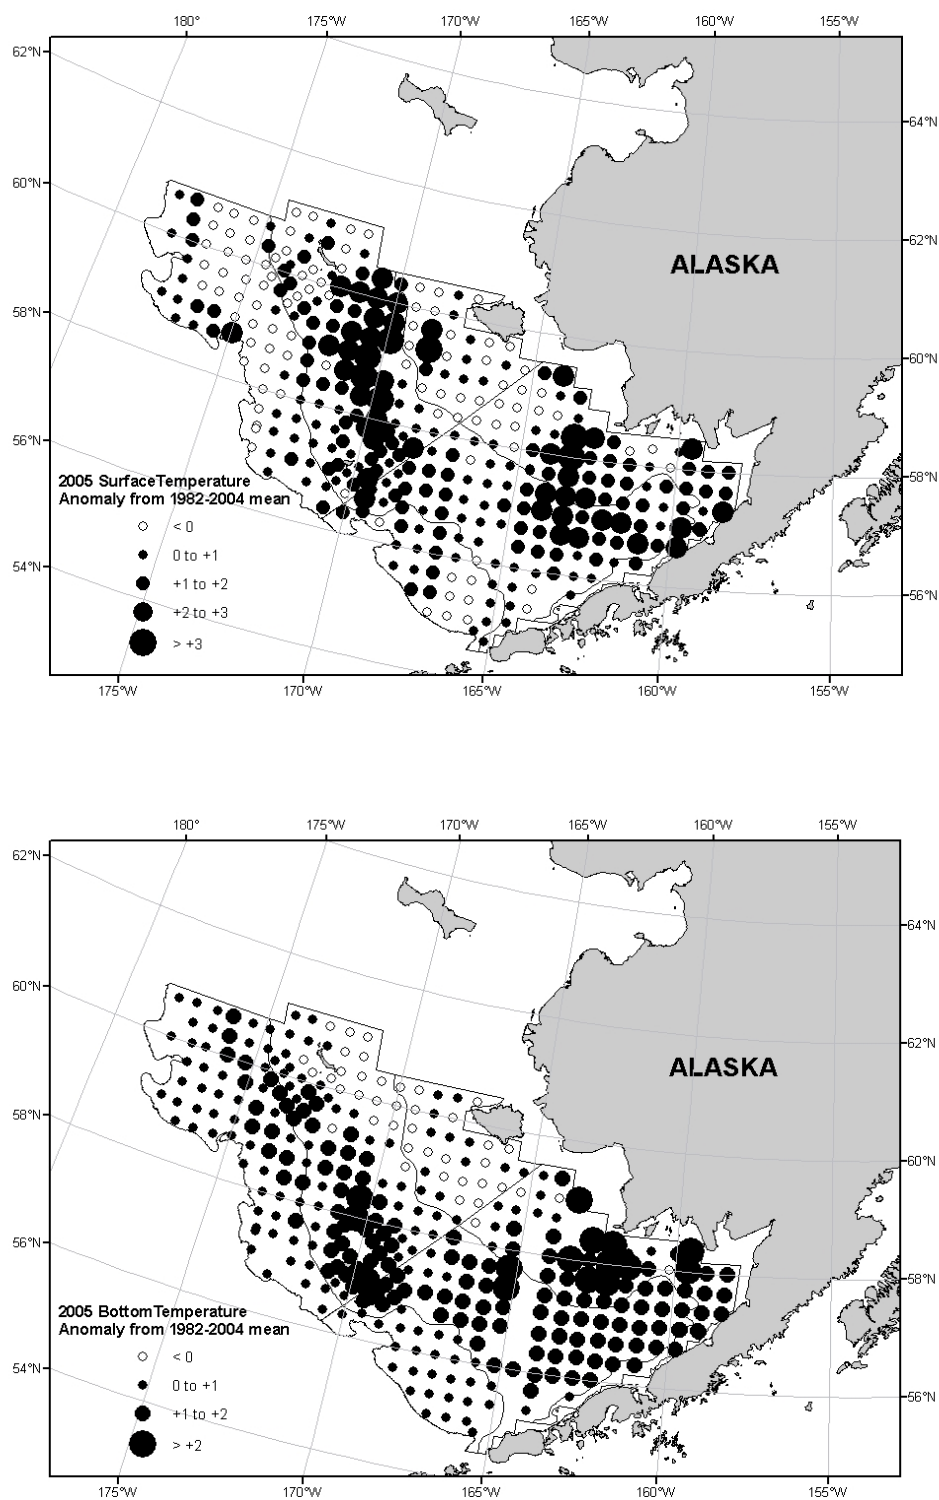 180° 175°W 170°W 165°W 160°W 155°W
62°N
64°N
60°N
62°N
ALASKA
58°N
60°N
56°N
58°N
2005 SurfaceTemperature
Anomaly from 1982-2004 mean
< 0
0 to +1
54°N
+1 to +2
56°N
+2 to +3
> +3
175°W 170°W 165°W 160°W 155°W
180° 175°W 170°W 165°W 160°W 155°W
62°N
64°N
60°N
62°N
ALASKA
58°N
60°N
56°N
58°N
2005 BottomTemperature
Anomaly from 1982-2004 mean
< 0
54°N
0 to +1
56°N
+1 to +2
> +2
175°W 170°W 165°W 160°W 155°W